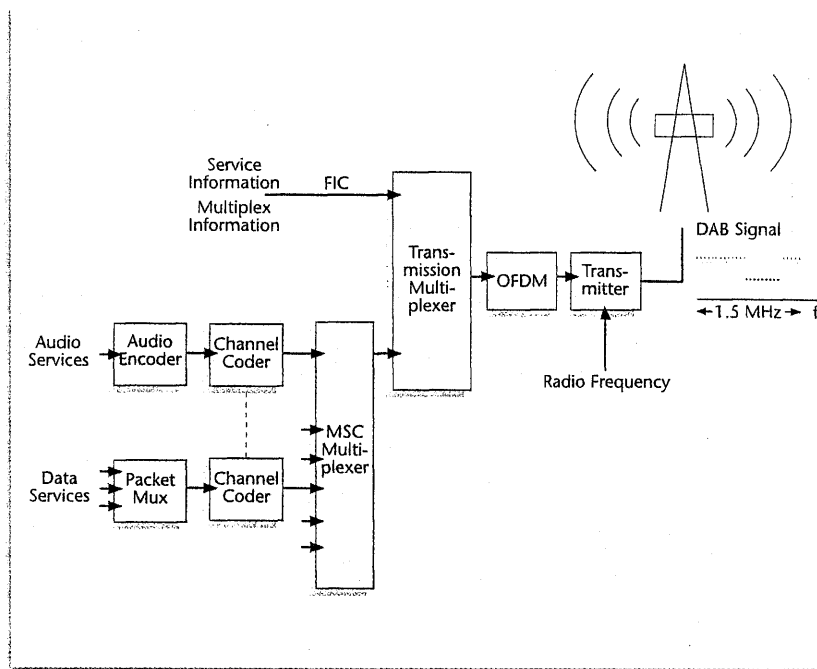 Service
Information
FIC
Multiplex
Information
Trans-
mission
Multi-
plexer
OFDM
Trans-
mitter
DAB Signal
1.5 MHz f
Radio Frequency
Audio
Services
Audio
Encoder
Channel
Coder
MSC
Multi-
plexer
Data
Services
Packet
Mux
Channel
Coder